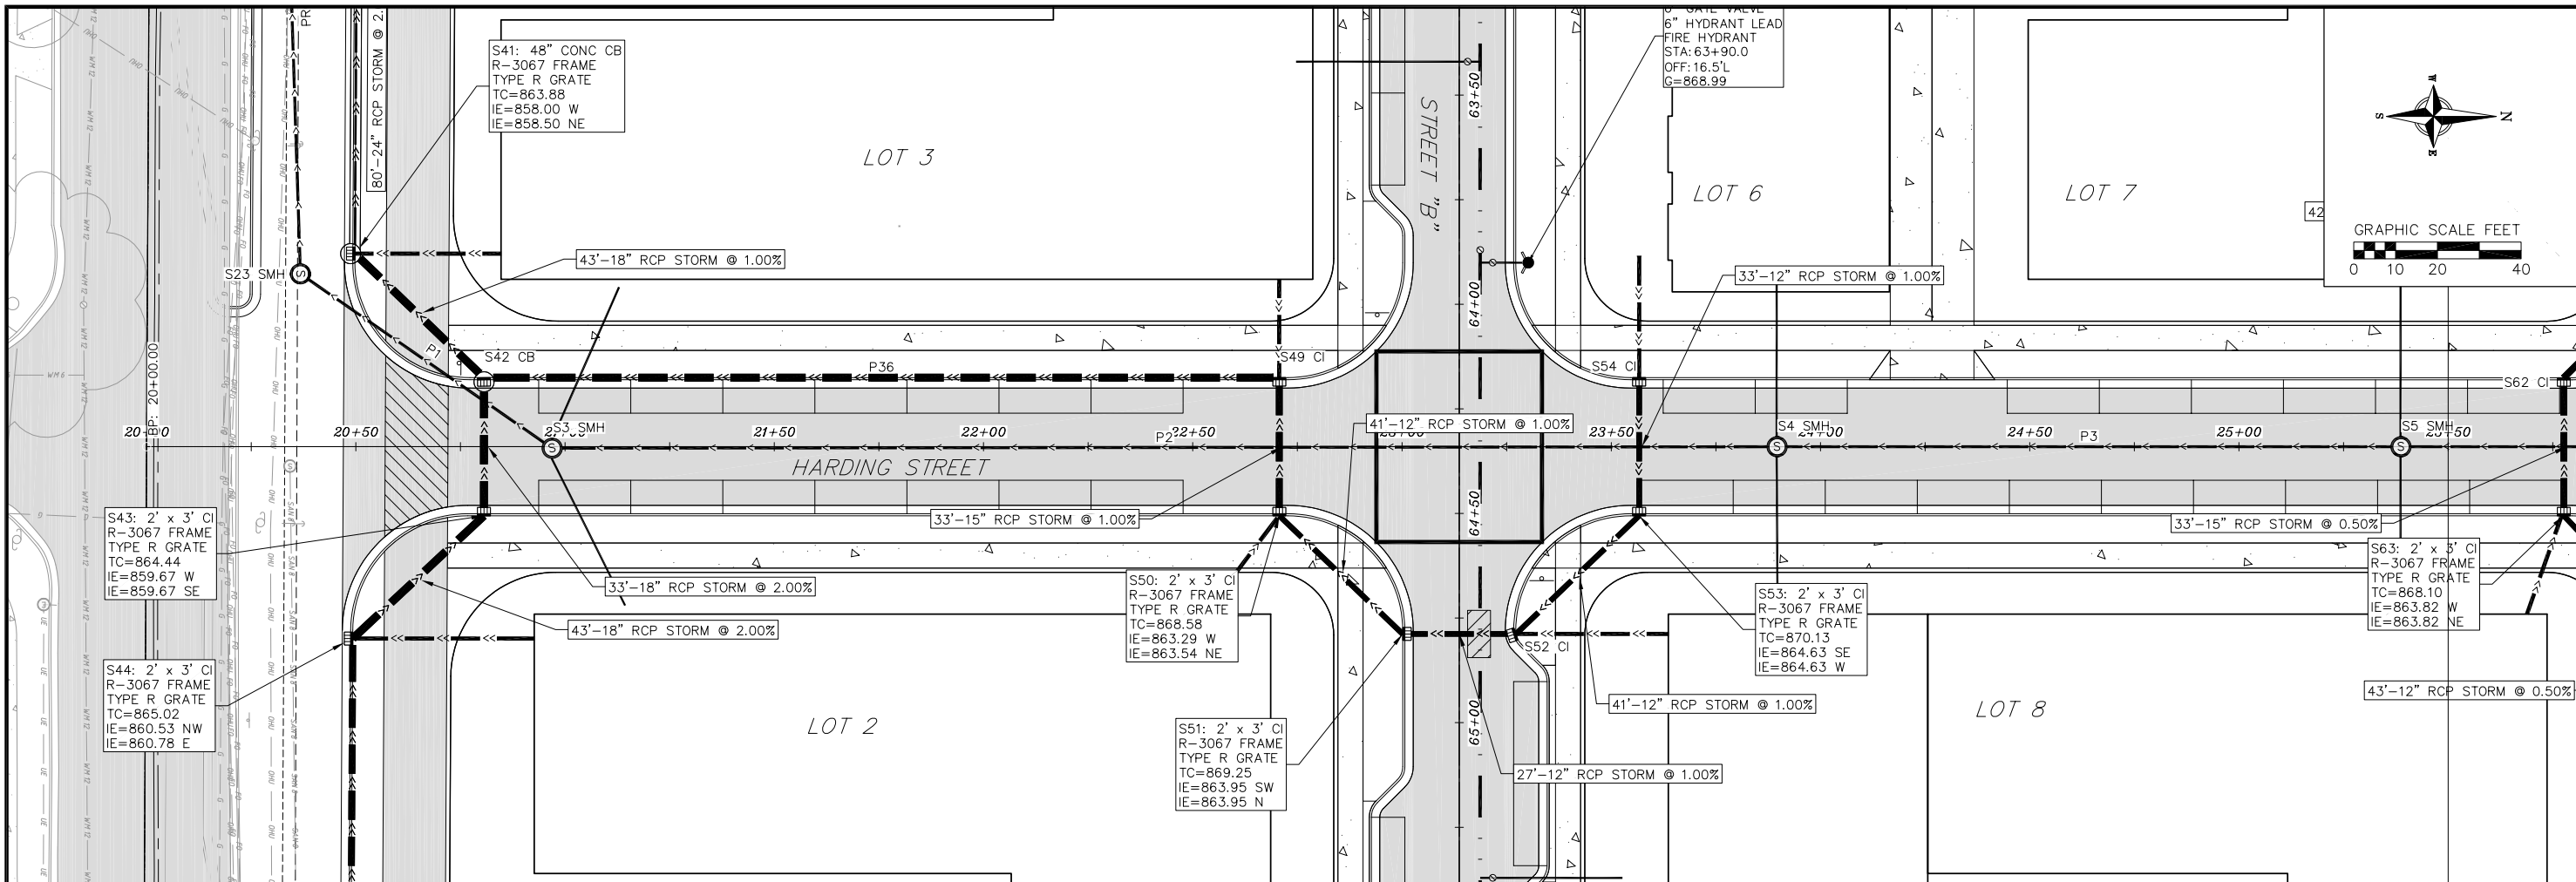 S41: 48" CONC CB
R-3067 FRAME
TYPE R GRATE
TC=863.88
IE=858.00 W
IE=858.50 NE
80'-24" RCP STORM @ 2.
PR
6" GATE VALVE
6" HYDRANT LEAD
FIRE HYDRANT
STA: 63+90.0
OFF: 16.5'L
G=868.99
LOT 3
STREET "B"
63+50
LOT 6
LOT 7
42
N
S
E
W
GRAPHIC SCALE FEET
0 10 20 40
S23 SMH
43'-18" RCP STORM @ 1.00%
33'-12" RCP STORM @ 1.00%
64+00
P1
S42 CB
P36
S49 CI
S54 CI
S62 CI
WM6
BP: 20+00.00
20+50
S3 SMH
21+50
22+00
P2
22+50
41'-12" RCP STORM @ 1.00%
23+50
S4 SMH
24+00
24+50
P3
25+00
S5 SMH
HARDING STREET
64+50
S43: 2' x 3' CI
R-3067 FRAME
TYPE R GRATE
TC=864.44
IE=859.67 W
IE=859.67 SE
33'-15" RCP STORM @ 1.00%
33'-15" RCP STORM @ 0.50%
33'-18" RCP STORM @ 2.00%
43'-18" RCP STORM @ 2.00%
S50: 2' x 3' CI
R-3067 FRAME
TYPE R GRATE
TC=868.58
IE=863.29 W
IE=863.54 NE
S53: 2' x 3' CI
R-3067 FRAME
TYPE R GRATE
TC=870.13
IE=864.63 SE
IE=864.63 W
S63: 2' x 3' CI
R-3067 FRAME
TYPE R GRATE
TC=868.10
IE=863.82 W
IE=863.82 NE
S52 CI
S44: 2' x 3' CI
R-3067 FRAME
TYPE R GRATE
TC=865.02
IE=860.53 NW
IE=860.78 E
LOT 2
S51: 2' x 3' CI
R-3067 FRAME
TYPE R GRATE
TC=869.25
IE=863.95 SW
IE=863.95 N
65+00
41'-12" RCP STORM @ 1.00%
43'-12" RCP STORM @ 0.50%
LOT 8
27'-12" RCP STORM @ 1.00%